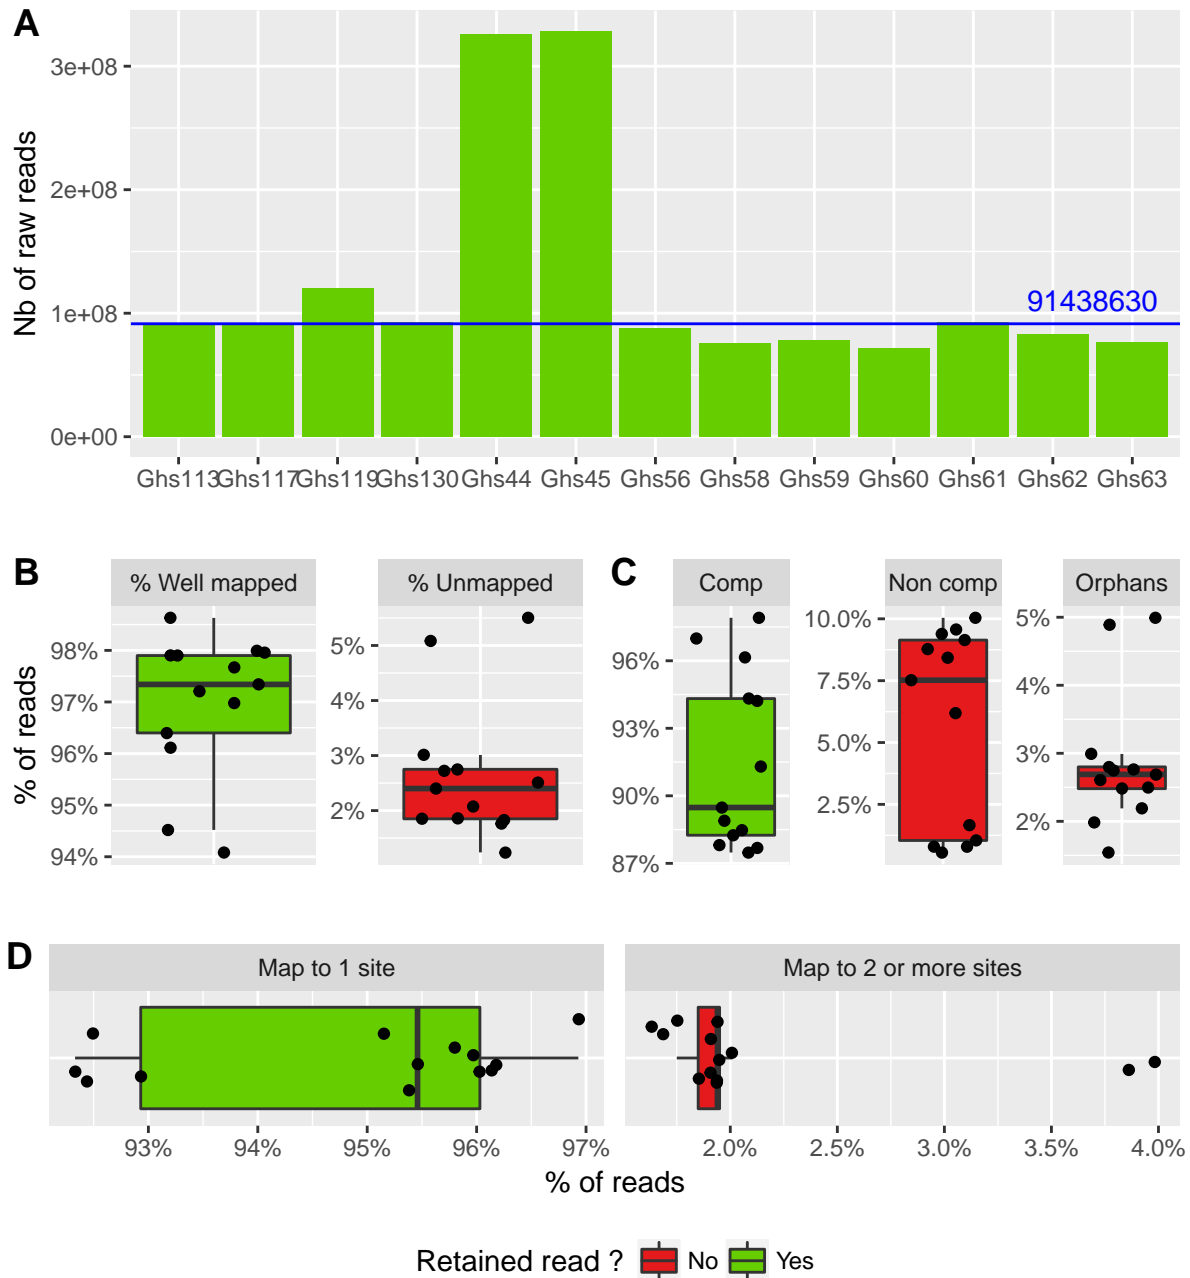 A
Nb of raw reads
3e+08
2e+08
1e+08
0e+00
91438630
Ghs113 Ghs117 Ghs119 Ghs130 Ghs44 Ghs45 Ghs56 Ghs58 Ghs59 Ghs60 Ghs61 Ghs62 Ghs63
B
% of reads
% Well mapped
98%
97%
96%
95%
94%
% Unmapped
5%
4%
3%
2%
C
Comp
96%
93%
90%
87%
Non comp
10.0%
7.5%
5.0%
2.5%
Orphans
5%
4%
3%
2%
D
Map to 1 site
93% 94% 95% 96% 97%
Map to 2 or more sites
2.0% 2.5% 3.0% 3.5% 4.0%
% of reads
Retained read ? No Yes